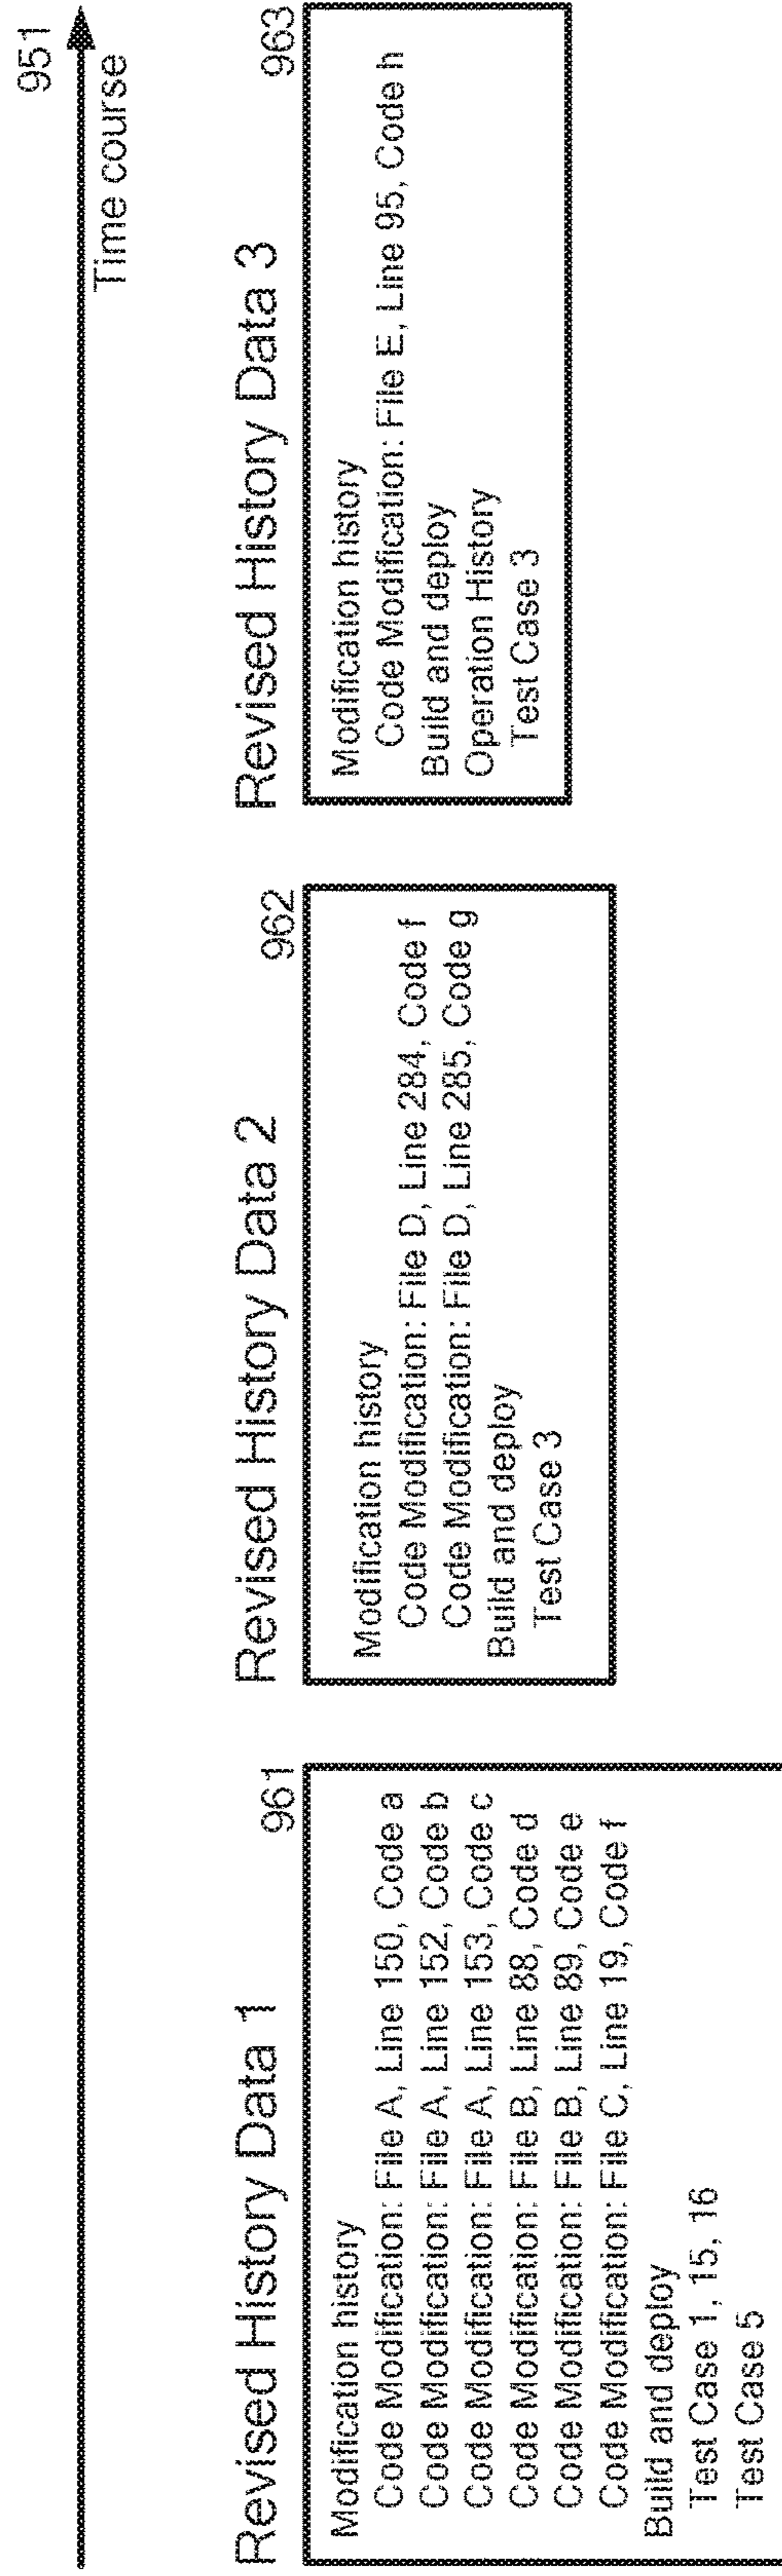 951
Time course
Revised History Data 1
961
Modification history
Code Modification: File A, Line 150, Code a
Code Modification: File A, Line 152, Code b
Code Modification: File A, Line 153, Code c
Code Modification: File B, Line 88, Code d
Code Modification: File B, Line 89, Code e
Code Modification: File C, Line 19, Code f
Build and deploy
Test Case 1, 15, 16
Test Case 5
Revised History Data 2
962
Modification history
Code Modification: File D, Line 284, Code f
Code Modification: File D, Line 285, Code g
Build and deploy
Test Case 3
Revised History Data 3
963
Modification history
Code Modification: File E, Line 95, Code h
Build and deploy
Operation History
Test Case 3